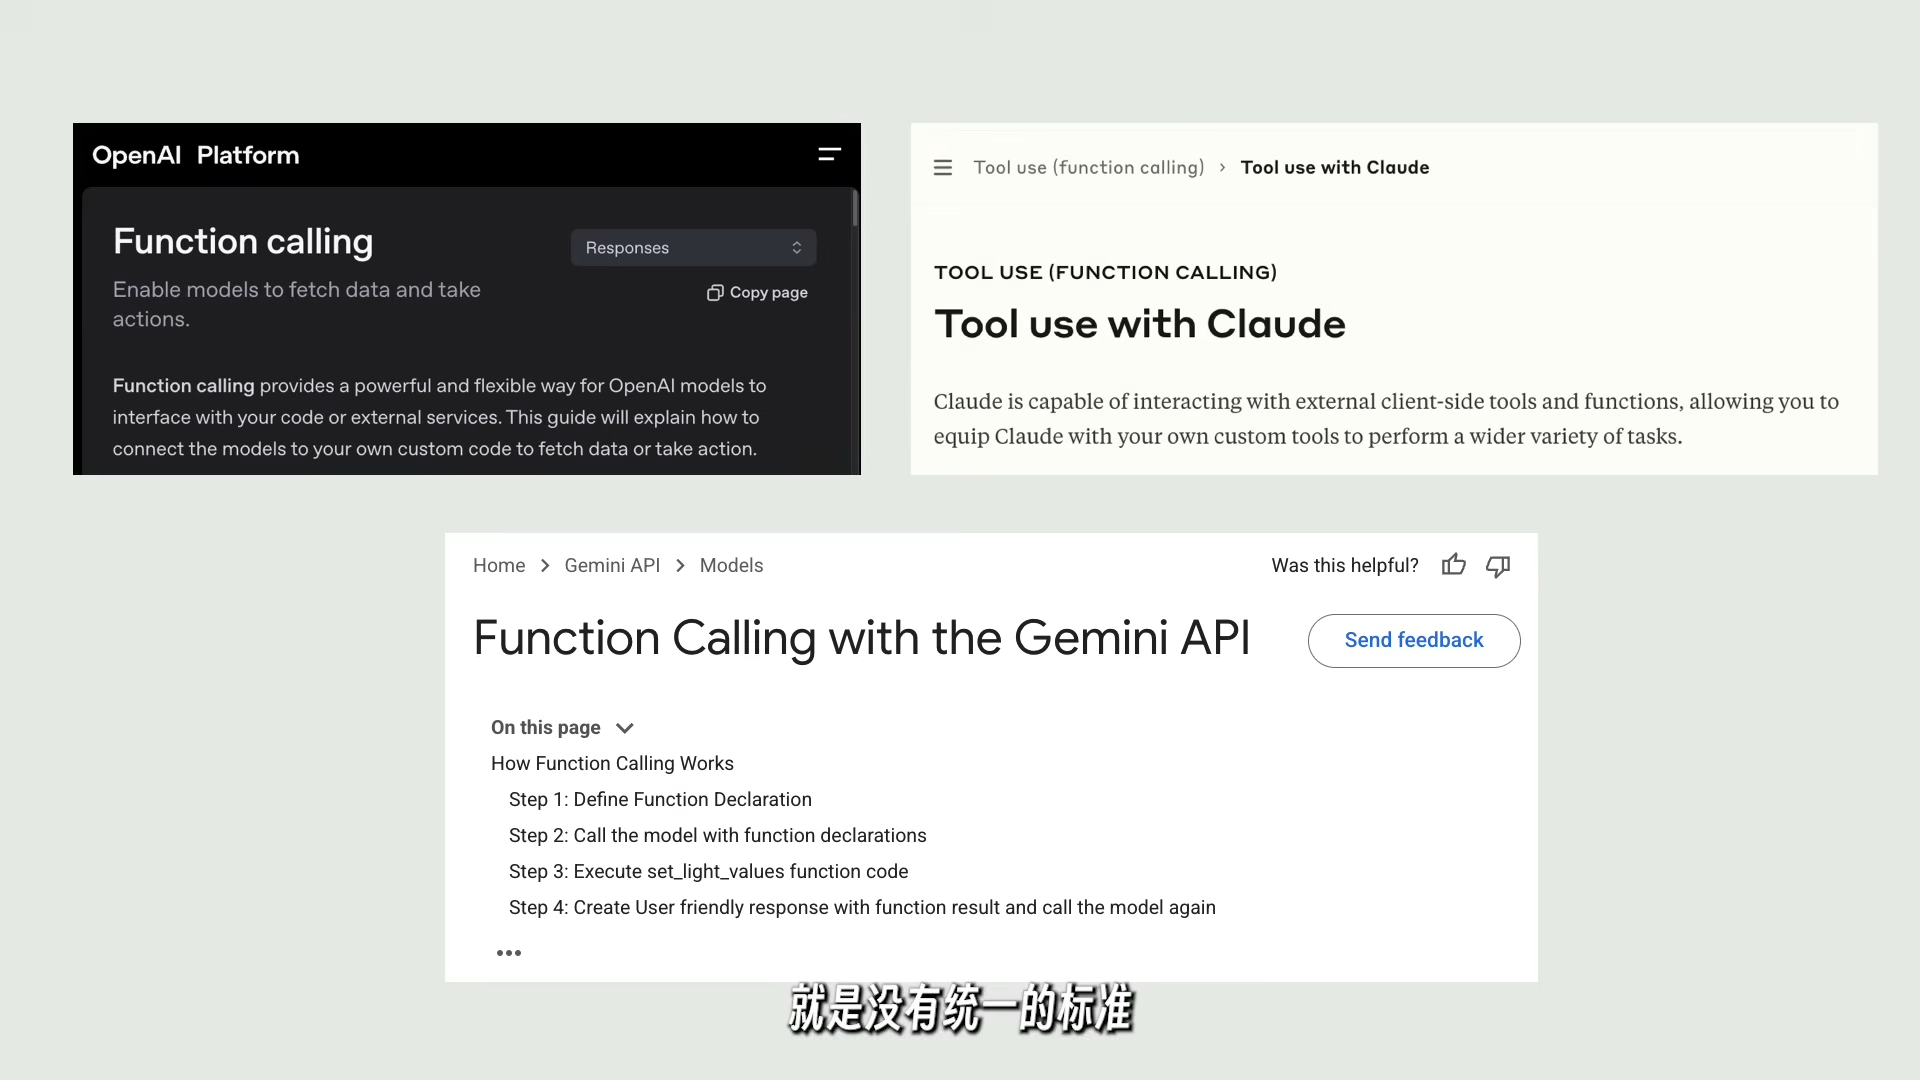 OpenAI Platform
Function calling
Responses
Enable models to fetch data and take
actions.
Copy page
Function calling provides a powerful and flexible way for OpenAI models to
interface with your code or external services. This guide will explain how to
connect the models to your own custom code to fetch data or take action.
Tool use (function calling) › Tool use with Claude
TOOL USE (FUNCTION CALLING)
Tool use with Claude
Claude is capable of interacting with external client-side tools and functions, allowing you to
equip Claude with your own custom tools to perform a wider variety of tasks.
Home > Gemini API > Models
Was this helpful?
Function Calling with the Gemini API
Send feedback
On this page
How Function Calling Works
Step 1: Define Function Declaration
Step 2: Call the model with function declarations
Step 3: Execute set_light_values function code
Step 4: Create User friendly response with function result and call the model again
•••
就是没有统一的标准